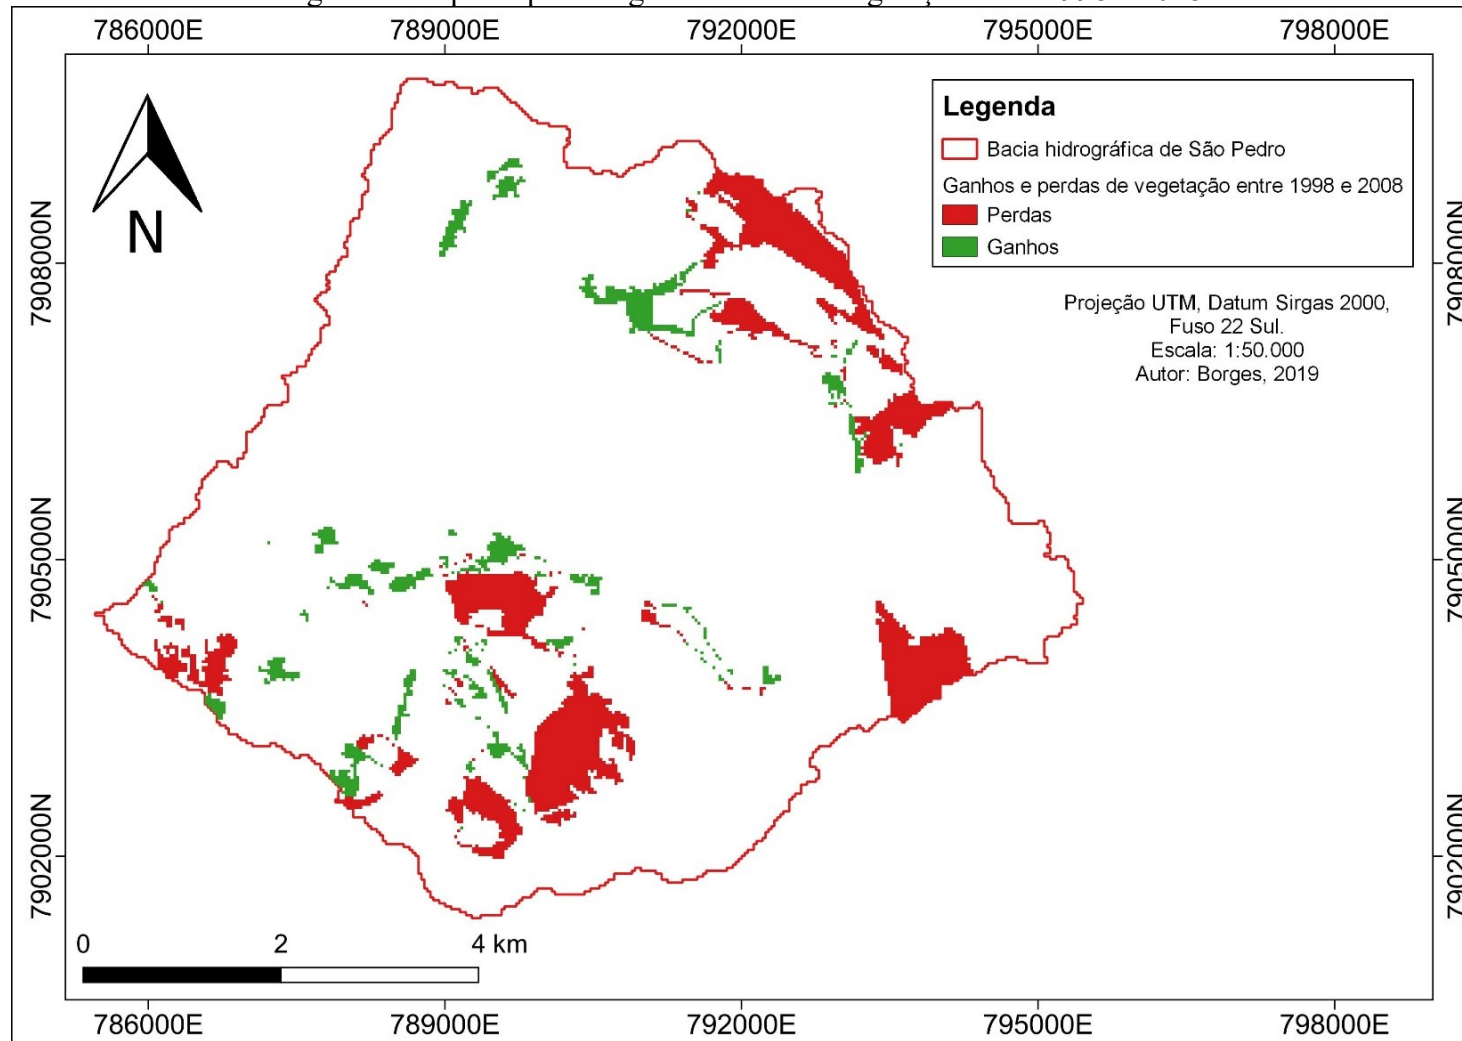 786000E 789000E 792000E 795000E 798000E
Legenda
Bacia hidrográfica de São Pedro
Ganhos e perdas de vegetação entre 1998 e 2008
Perdas
Ganhos
N
7908000N
7908000N
Projeção UTM, Datum Sirgas 2000,
Fuso 22 Sul.
Escala: 1:50.000
Autor: Borges, 2019
7905000N
7902000N
0 2 4 km
786000E 789000E 792000E 795000E 798000E